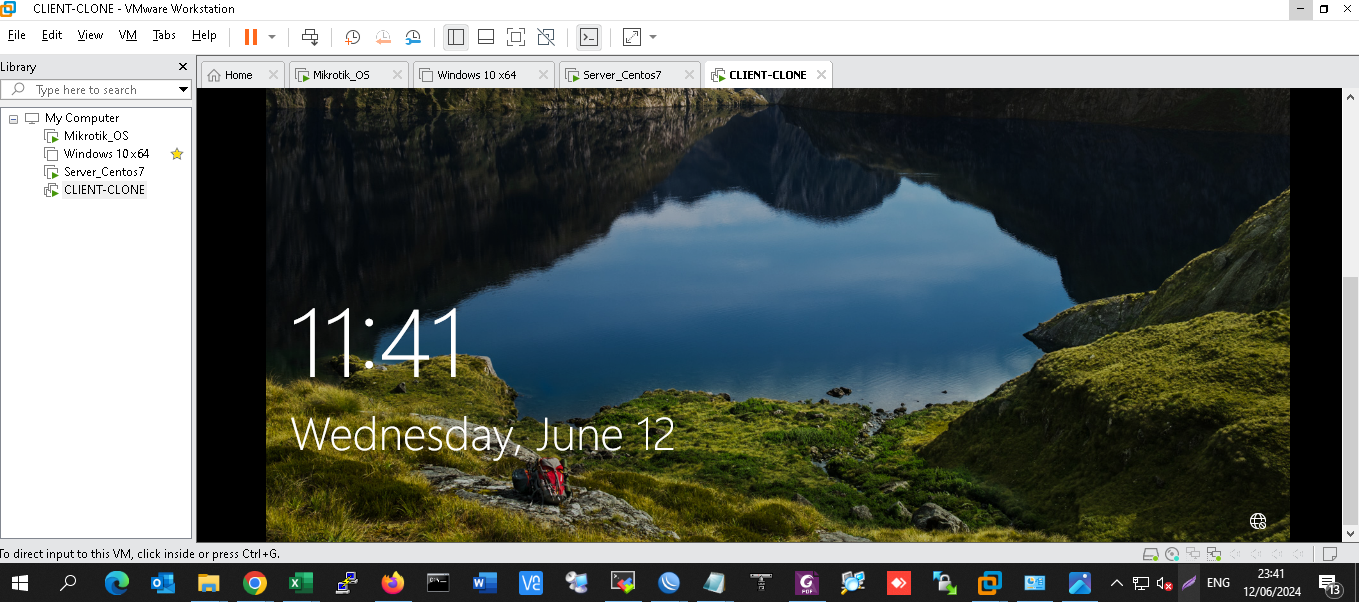 CLIENT-CLONE - VMware Workstation
File Edit View VM Tabs Help
Library
Home Mikrotik_OS Windows 10 x64 Server_Centos7 CLIENT-CLONE
Type here to search
My Computer
Mikrotik_OS
Windows 10 x64
Server_Centos7
CLIENT-CLONE
11:41
Wednesday, June 12
To direct input to this VM, click inside or press Ctrl+G.
ENG
23:41
12/06/2024
13